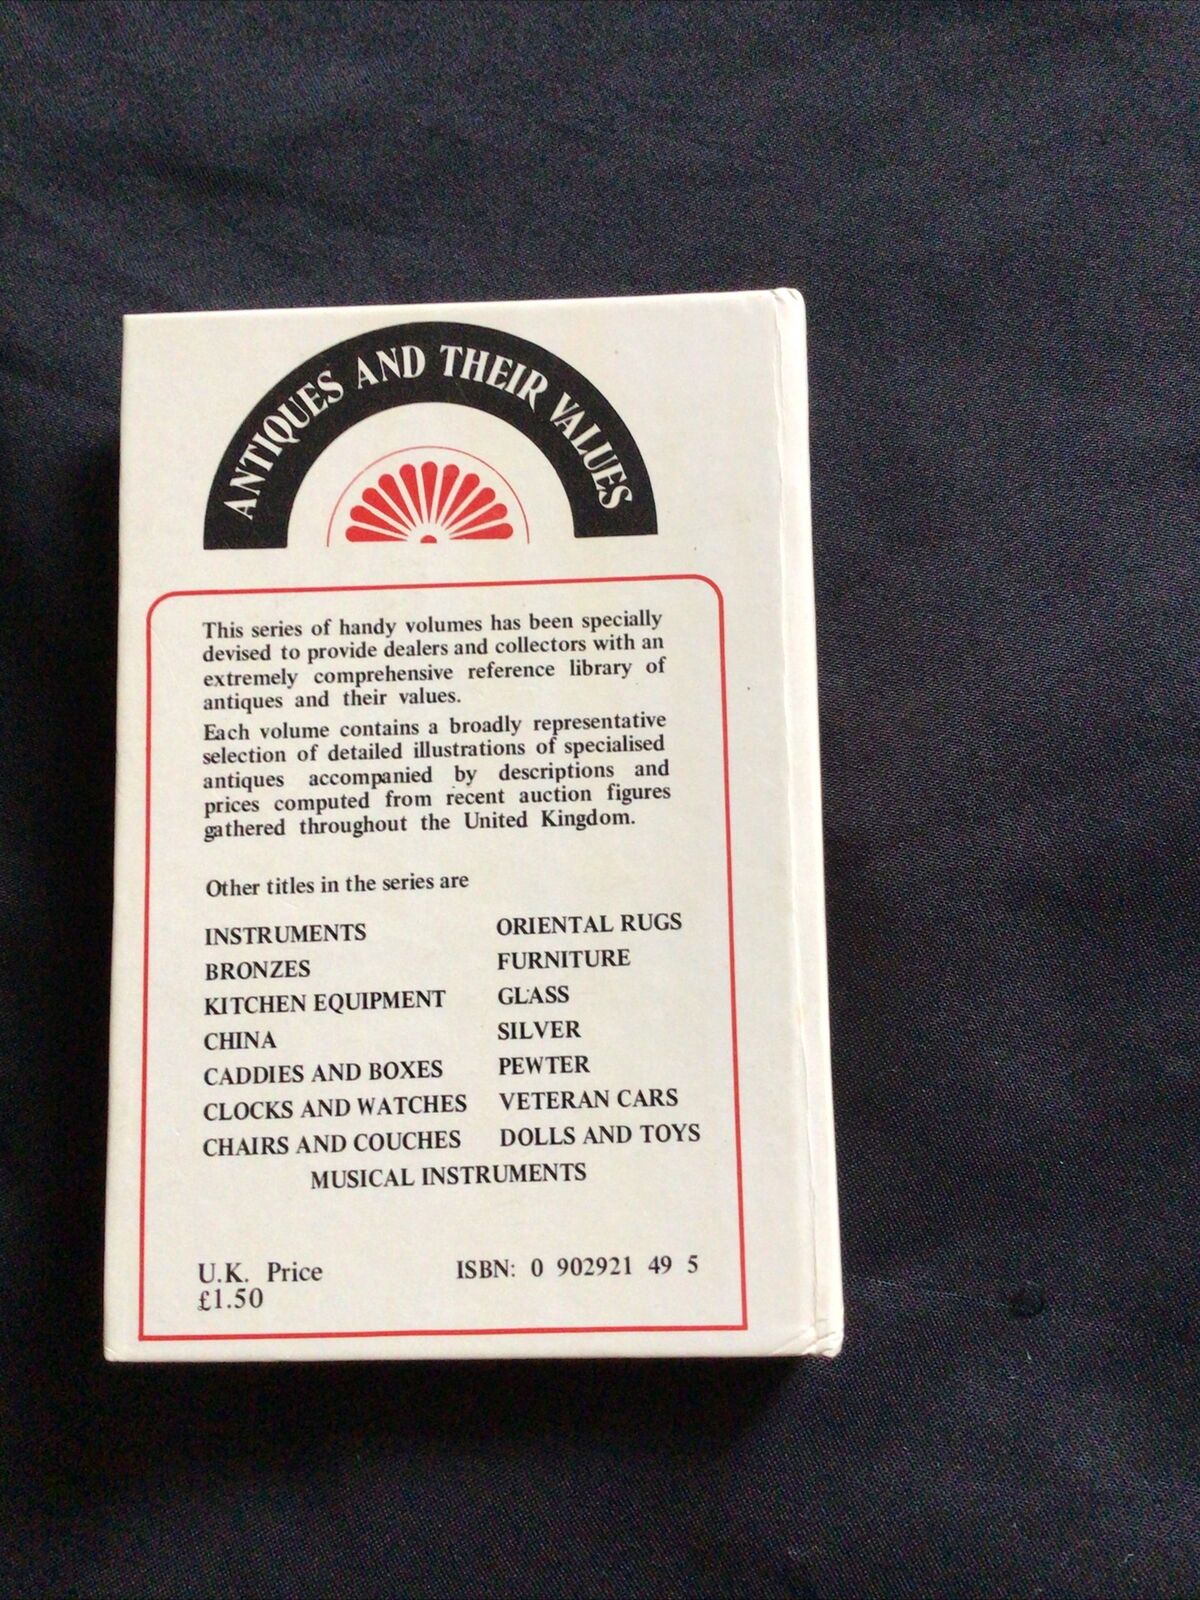 ANTIQUES AND THEIR VALUES
This series of handy volumes has been specially
devised to provide dealers and collectors with an
extremely comprehensive reference library of
antiques and their values.
Each volume contains a broadly representative
selection of detailed illustrations of specialised
antiques accompanied by descriptions and
prices computed from recent auction figures
gathered throughout the United Kingdom.
Other titles in the series are
INSTRUMENTS
BRONZES
KITCHEN EQUIPMENT
CHINA
CADDIES AND BOXES
CLOCKS AND WATCHES
CHAIRS AND COUCHES
ORIENTAL RUGS
FURNITURE
GLASS
SILVER
PEWTER
VETERAN CARS
DOLLS AND TOYS
MUSICAL INSTRUMENTS
U.K. Price
£1.50
ISBN: 0 902921 49 5